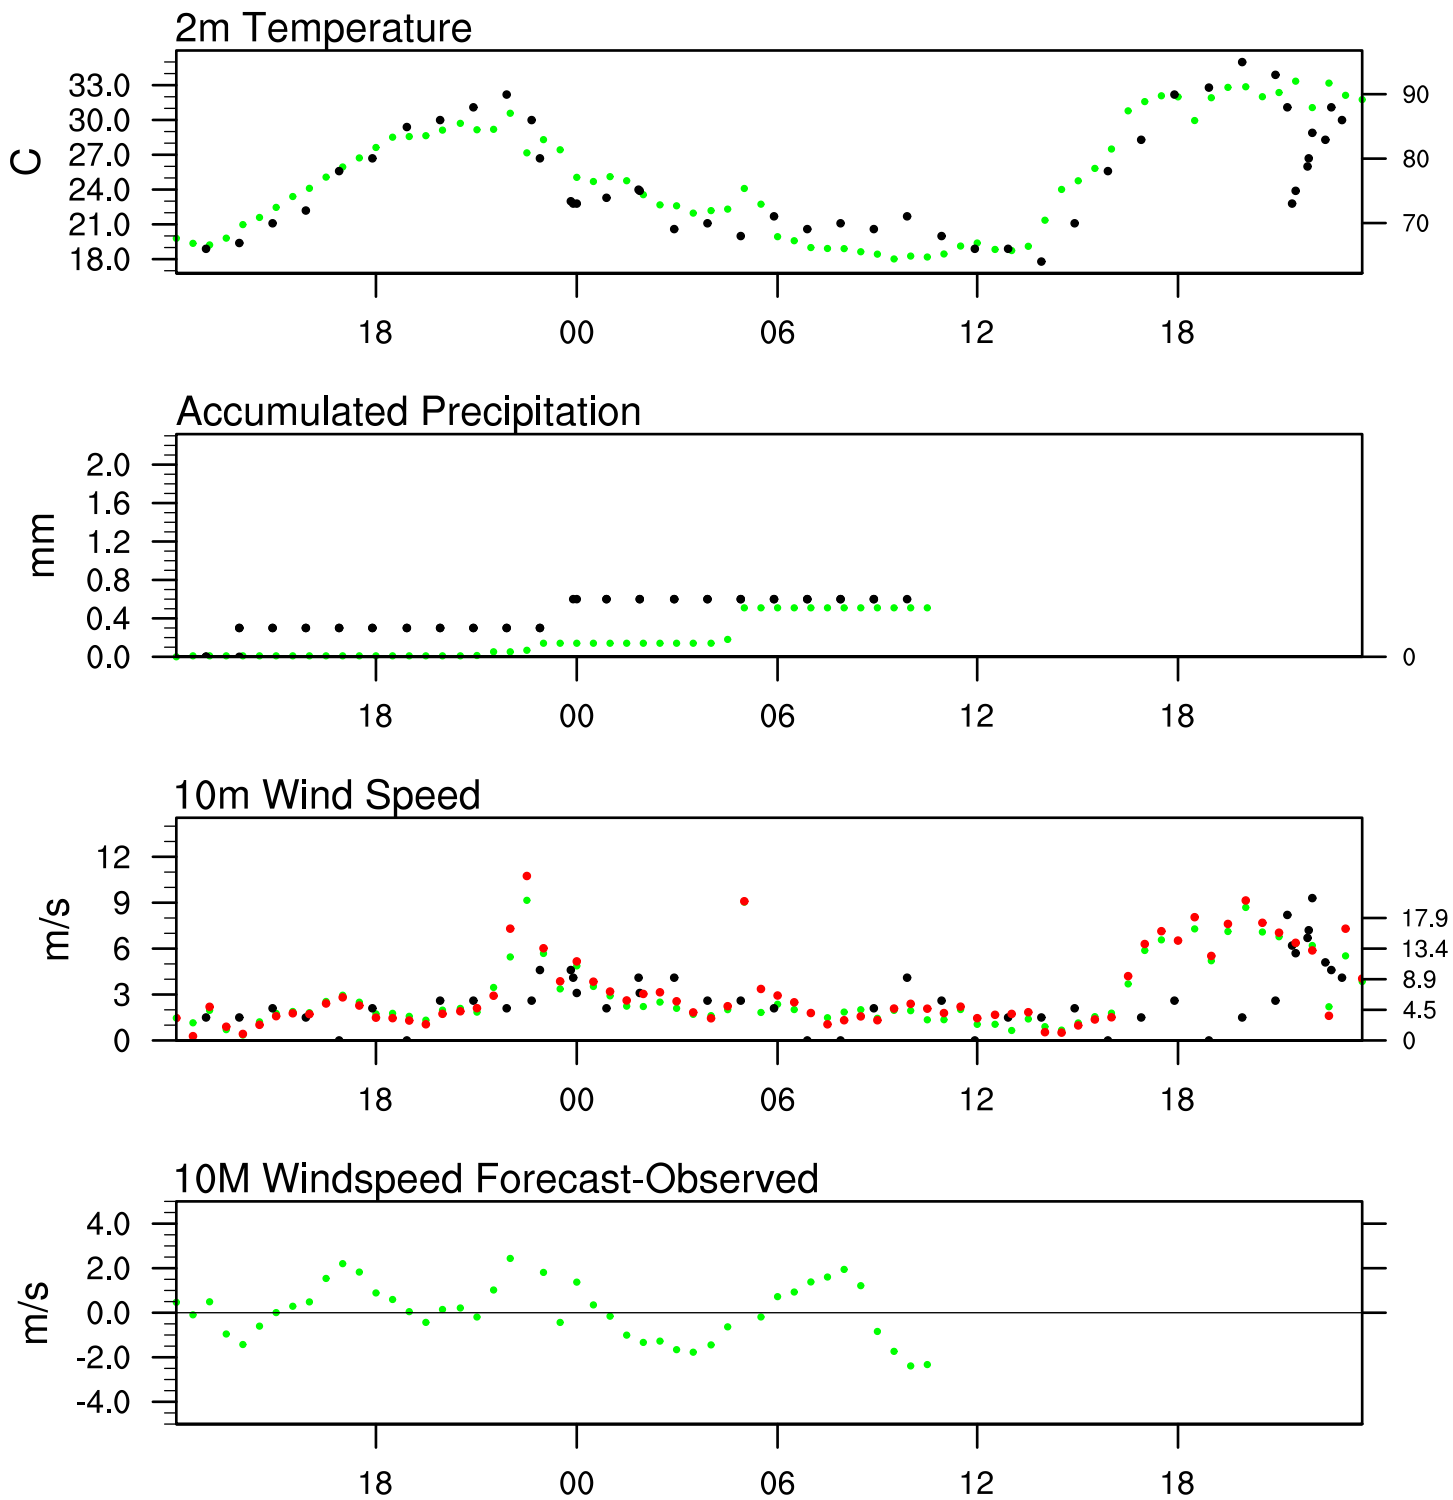 2m Temperature
33.0
30.0
27.0
24.0
21.0
18.0
C
90
80
70
18 00 06 12 18
Accumulated Precipitation
2.0
1.6
1.2
0.8
0.4
0.0
mm
0
18 00 06 12 18
10m Wind Speed
12
9
6
3
0
m/s
17.9
13.4
8.9
4.5
0
18 00 06 12 18
10M Windspeed Forecast-Observed
4.0
2.0
0.0
-2.0
-4.0
m/s
18 00 06 12 18